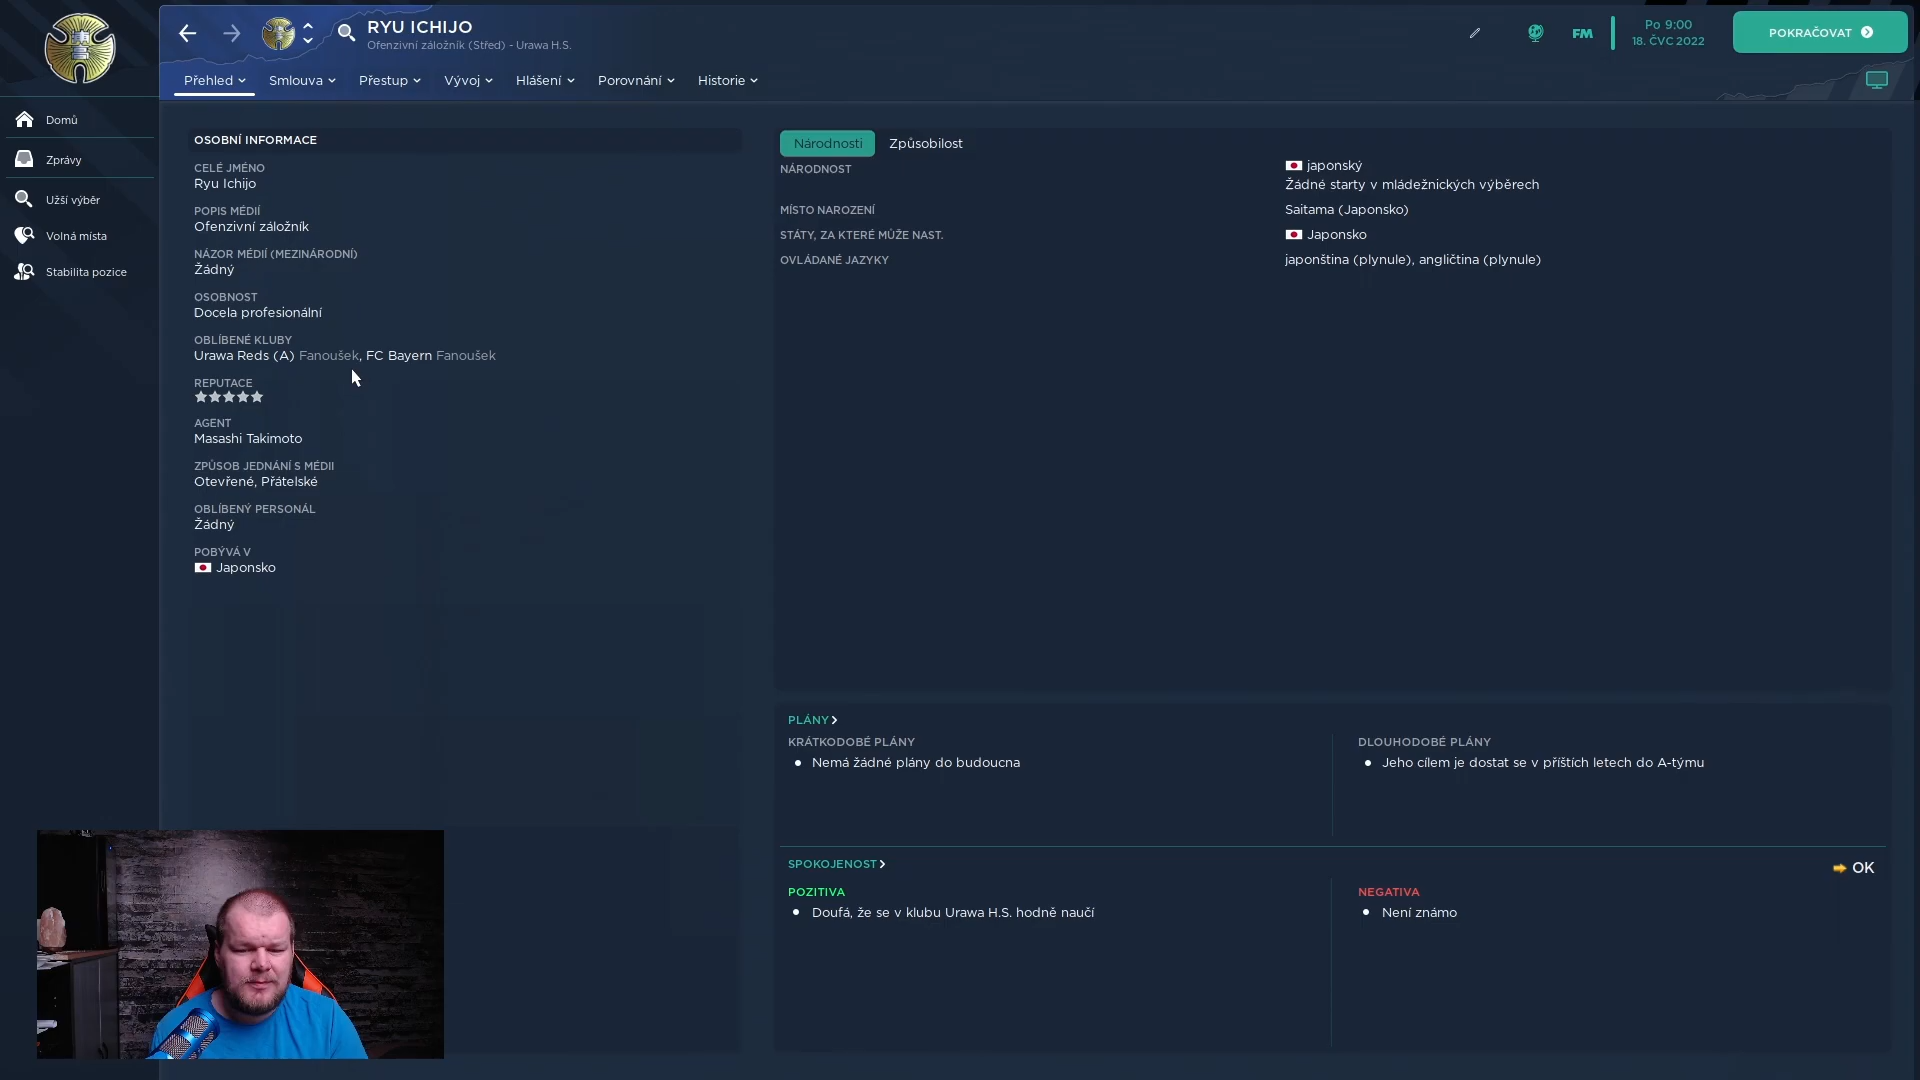 RYU ICHIJO
Ofenzivní záložník (Střed) - Urawa H.S.
FM
Po 9:00
18. ČVC 2022
POKRAČOVAT
Přehled
Smlouva
Přestup
Vývoj
Hlášení
Porovnání
Historie
Domů
Zprávy
Užší výběr
Volná místa
Stabilita pozice
OSOBNÍ INFORMACE
CELÉ JMÉNO
Ryu Ichijo
POPIS MÉDIÍ
Ofenzivní záložník
NÁZOR MÉDIÍ (MEZINÁRODNÍ)
Žádný
OSOBNOST
Docela profesionální
OBLÍBENÉ KLUBY
Urawa Reds (A) Fanoušek, FC Bayern Fanoušek
REPUTACE
AGENT
Masashi Takimoto
ZPŮSOB JEDNÁNÍ S MÉDII
Otevřené, Přátelské
OBLÍBENÝ PERSONÁL
Žádný
POBÝVÁ V
Japonsko
Národnosti
Způsobilost
NÁRODNOST
japonský
Žádné starty v mládežnických výběrech
MÍSTO NAROZENÍ
Saitama (Japonsko)
STÁTY, ZA KTERÉ MŮŽE NAST.
Japonsko
OVLÁDANÉ JAZYKY
japonština (plynule), angličtina (plynule)
PLÁNY
KRÁTKODOBÉ PLÁNY
• Nemá žádné plány do budoucna
DLOUHODOBÉ PLÁNY
• Jeho cílem je dostat se v příštích letech do A-týmu
SPOKOJENOST
OK
POZITIVA
• Doufá, že se v klubu Urawa H.S. hodně naučí
NEGATIVA
• Není známo